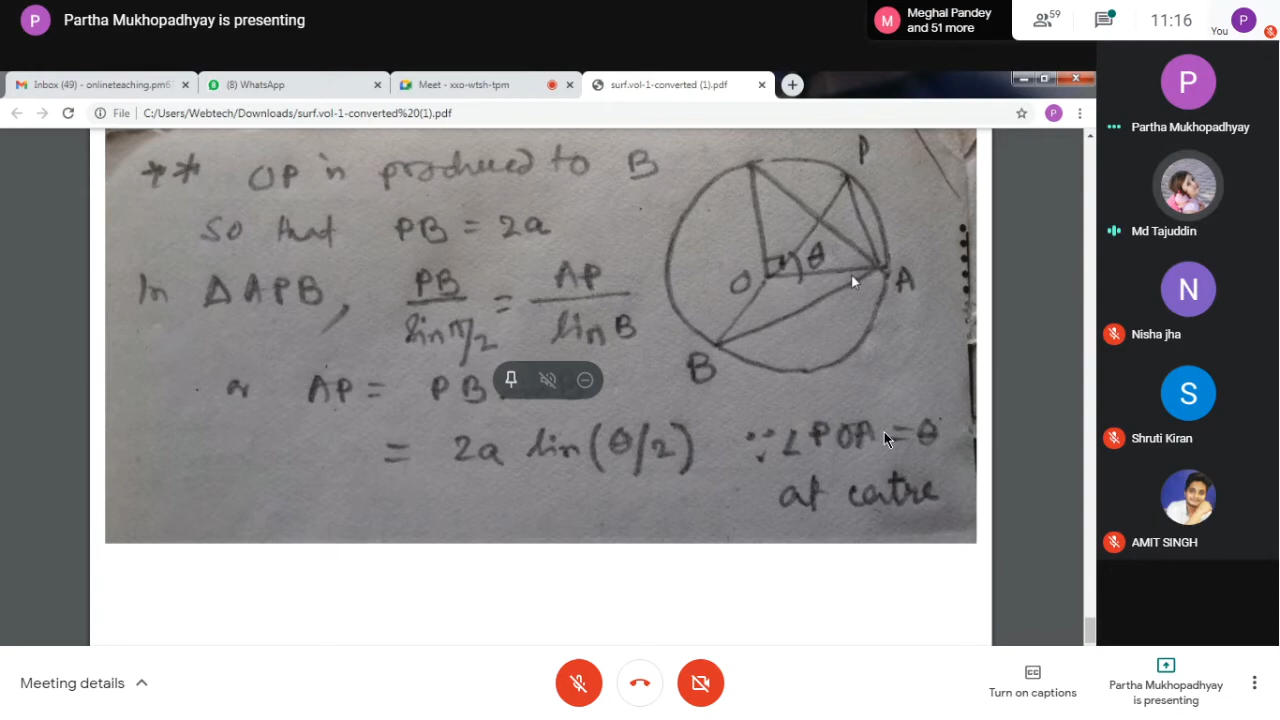 P Partha Mukhopadhyay is presenting
M Meghal Pandey
and 51 more
59
11:16
You
P
Inbox (49) - onlineteaching.pm6
(8) WhatsApp
Meet - xxo-wtsh-tpm
surf.vol-1-converted (1).pdf
File | C:/Users/Webtech/Downloads/surf.vol-1-converted%20(1).pdf
P
** OP is produced to B
So that PB = 2a
In ΔAPB, PB/sin π/2 = AP/sin B
or AP = PB.
= 2a sin(θ/2) ∵ ∠POA = θ
at catre
P
O
θ
A
B
P
Partha Mukhopadhyay
Md Tajuddin
N
Nisha jha
S
Shruti Kiran
AMIT SINGH
Meeting details
CC
Turn on captions
Partha Mukhopadhyay
is presenting